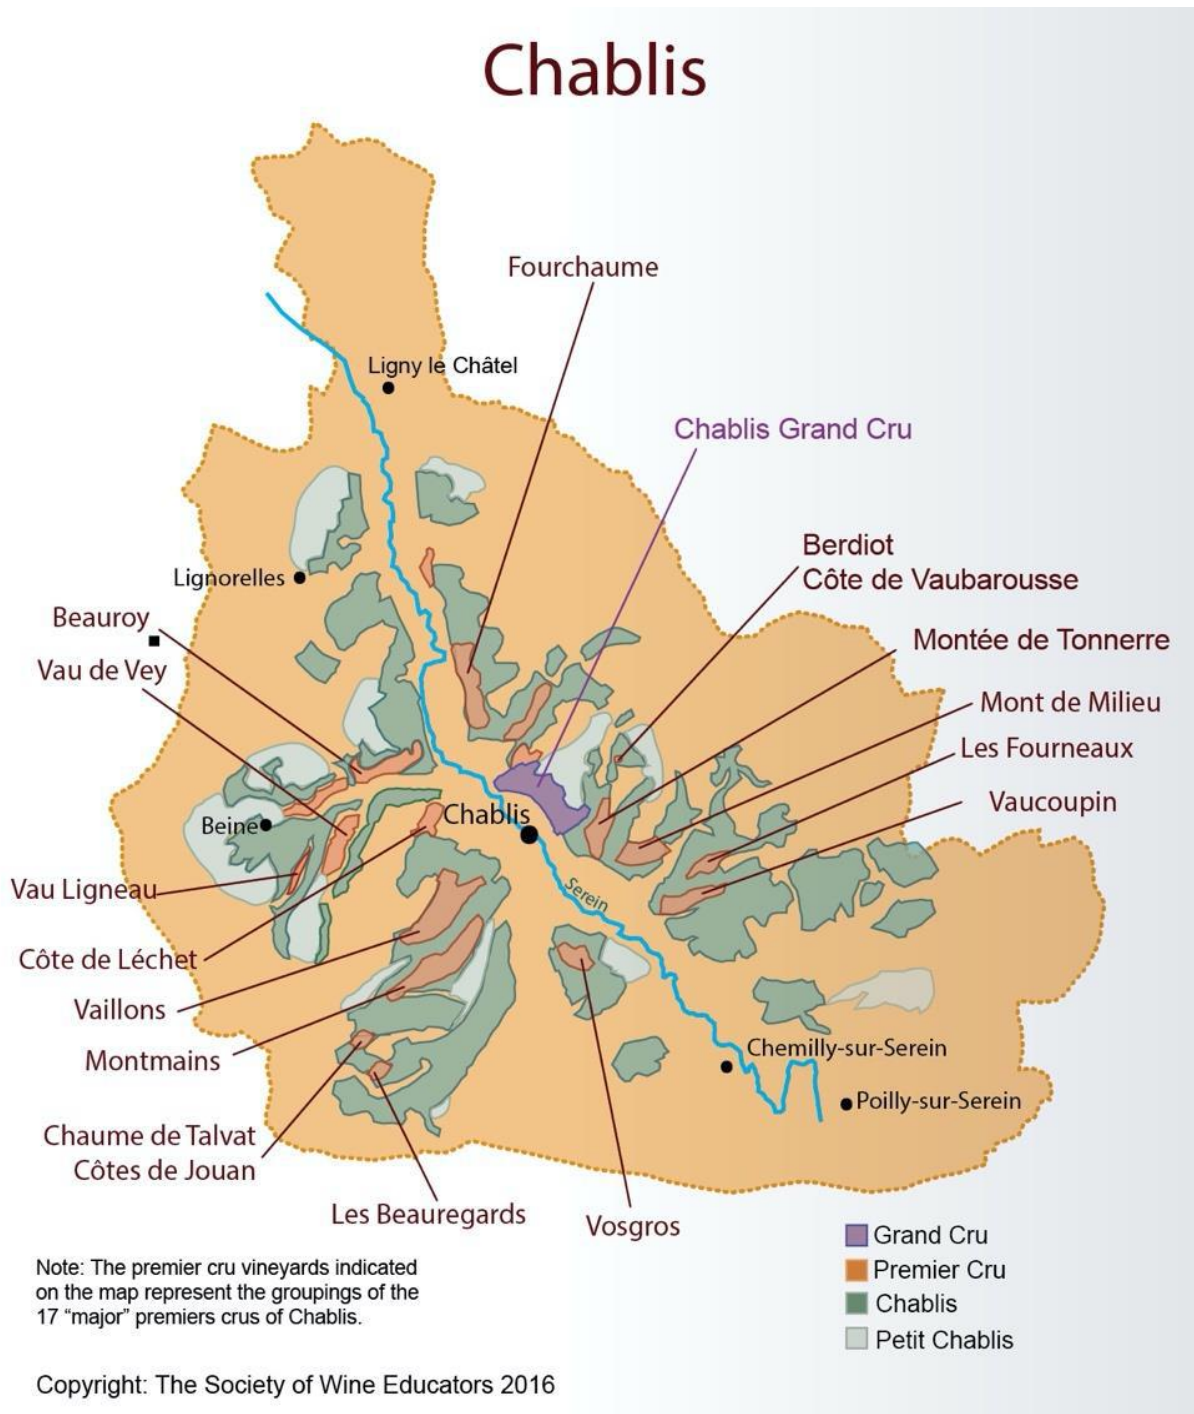 Chablis
Fourchaume
Ligny le Châtel
Chablis Grand Cru
Berdiot
Côte de Vaubarousse
Lignorelles
Beauroy
Montée de Tonnerre
Vau de Vey
Mont de Milieu
Les Fourneaux
Vaucoupin
Chablis
Beine
Vau Ligneau
Serein
Côte de Léchet
Vaillons
Montmains
Chemilly-sur-Serein
Poilly-sur-Serein
Chaume de Talvat
Côtes de Jouan
Les Beauregards
Vosgros
Grand Cru
Premier Cru
Chablis
Petit Chablis
Note: The premier cru vineyards indicated
on the map represent the groupings of the
17 “major” premiers crus of Chablis.
Copyright: The Society of Wine Educators 2016